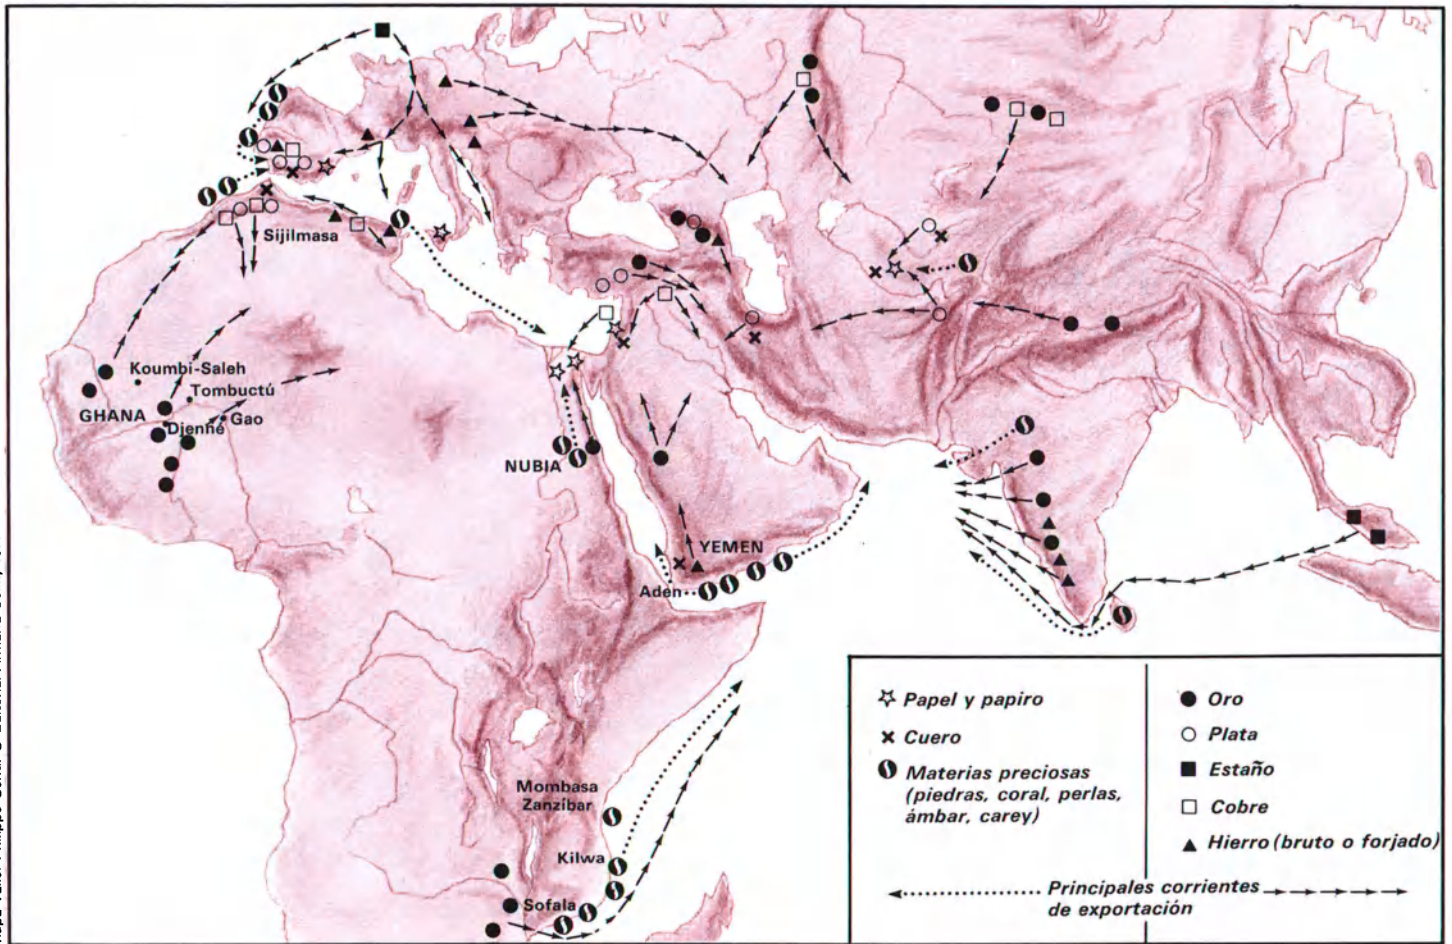 Sijilmasa
Koumbi-Saleh
Tombuctú
GHANA
Djenné
Gao
NUBIA
YEMEN
Aden
Mombasa
Zanzíbar
Kilwa
Sofala
Papel y papiro
Cuero
Materias preciosas
(piedras, coral, perlas,
ámbar, carey)
Oro
Plata
Estaño
Cobre
Hierro (bruto o forjado)
Principales corrientes
de exportación